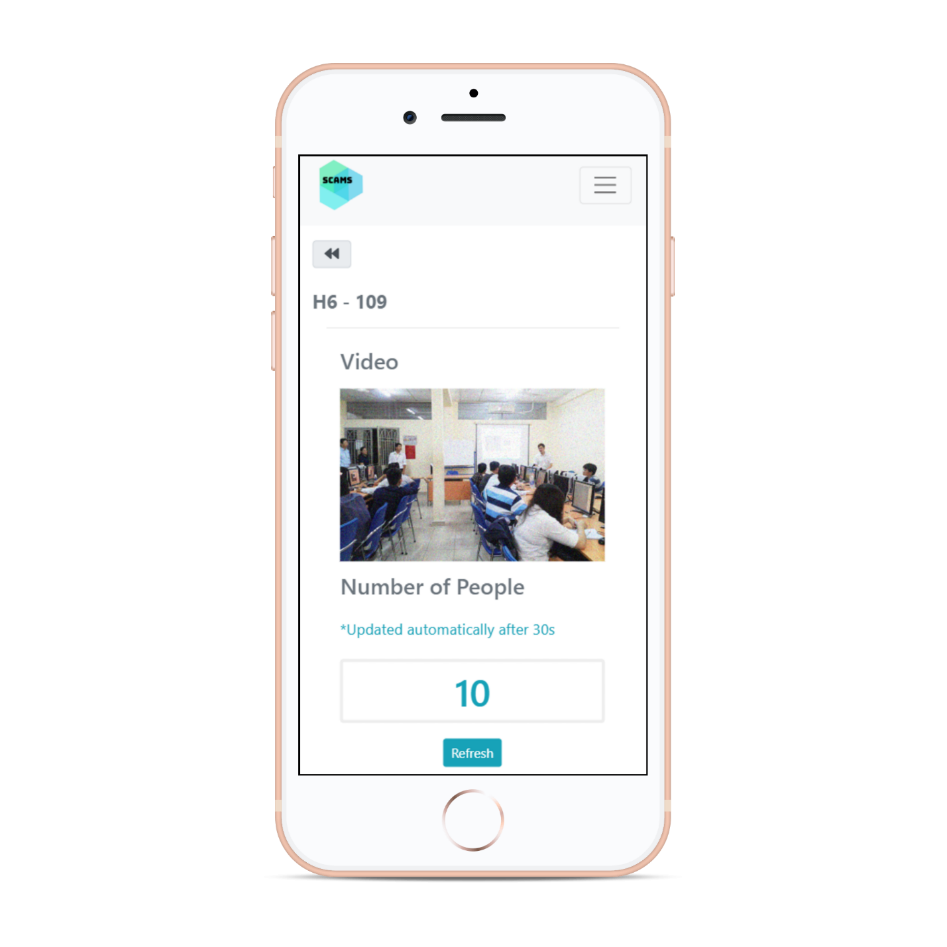 SCAMS
H6 - 109
Video
Number of People
*Updated automatically after 30s
10
Refresh